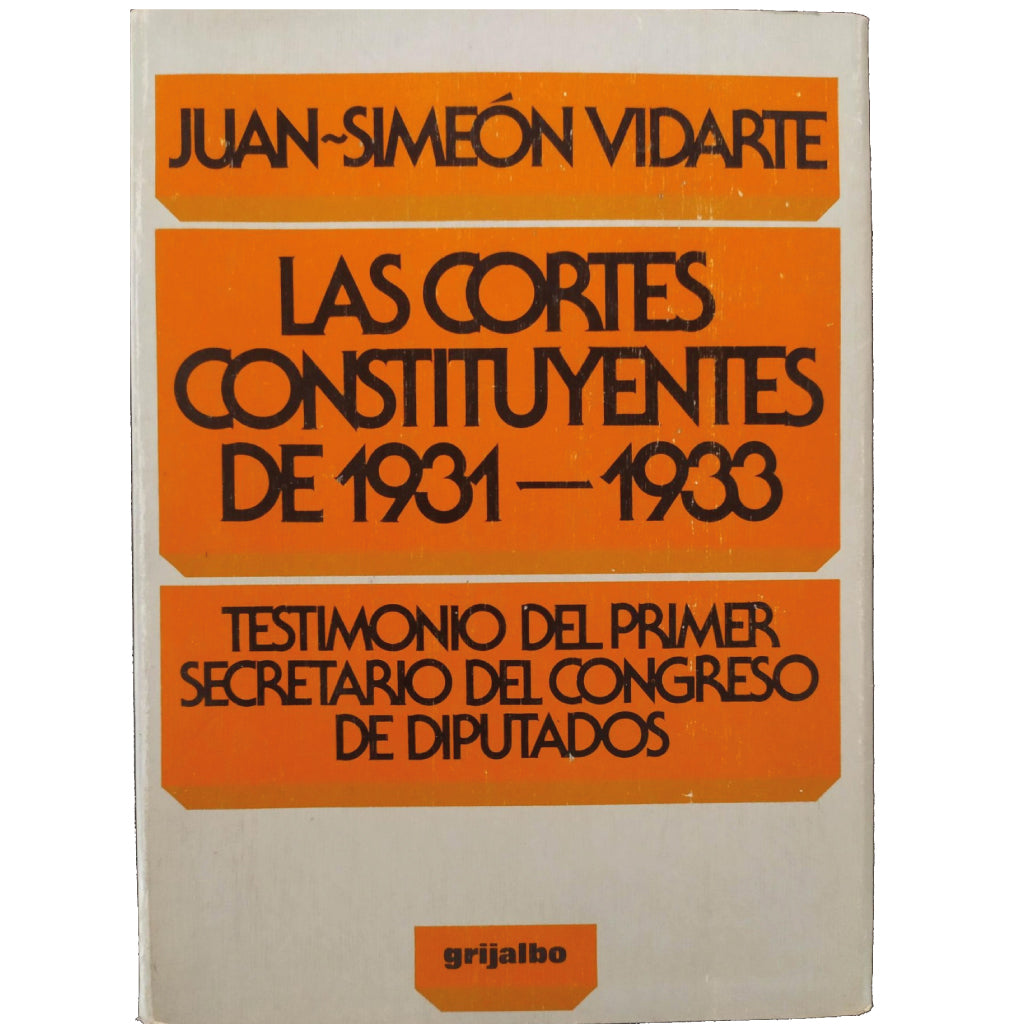 JUAN~SIMEÓN VIDARTE
LAS CORTES
CONSTITUYENTES
DE 1931 — 1933
TESTIMONIO DEL PRIMER
SECRETARIO DEL CONGRESO
DE DIPUTADOS
grijalbo